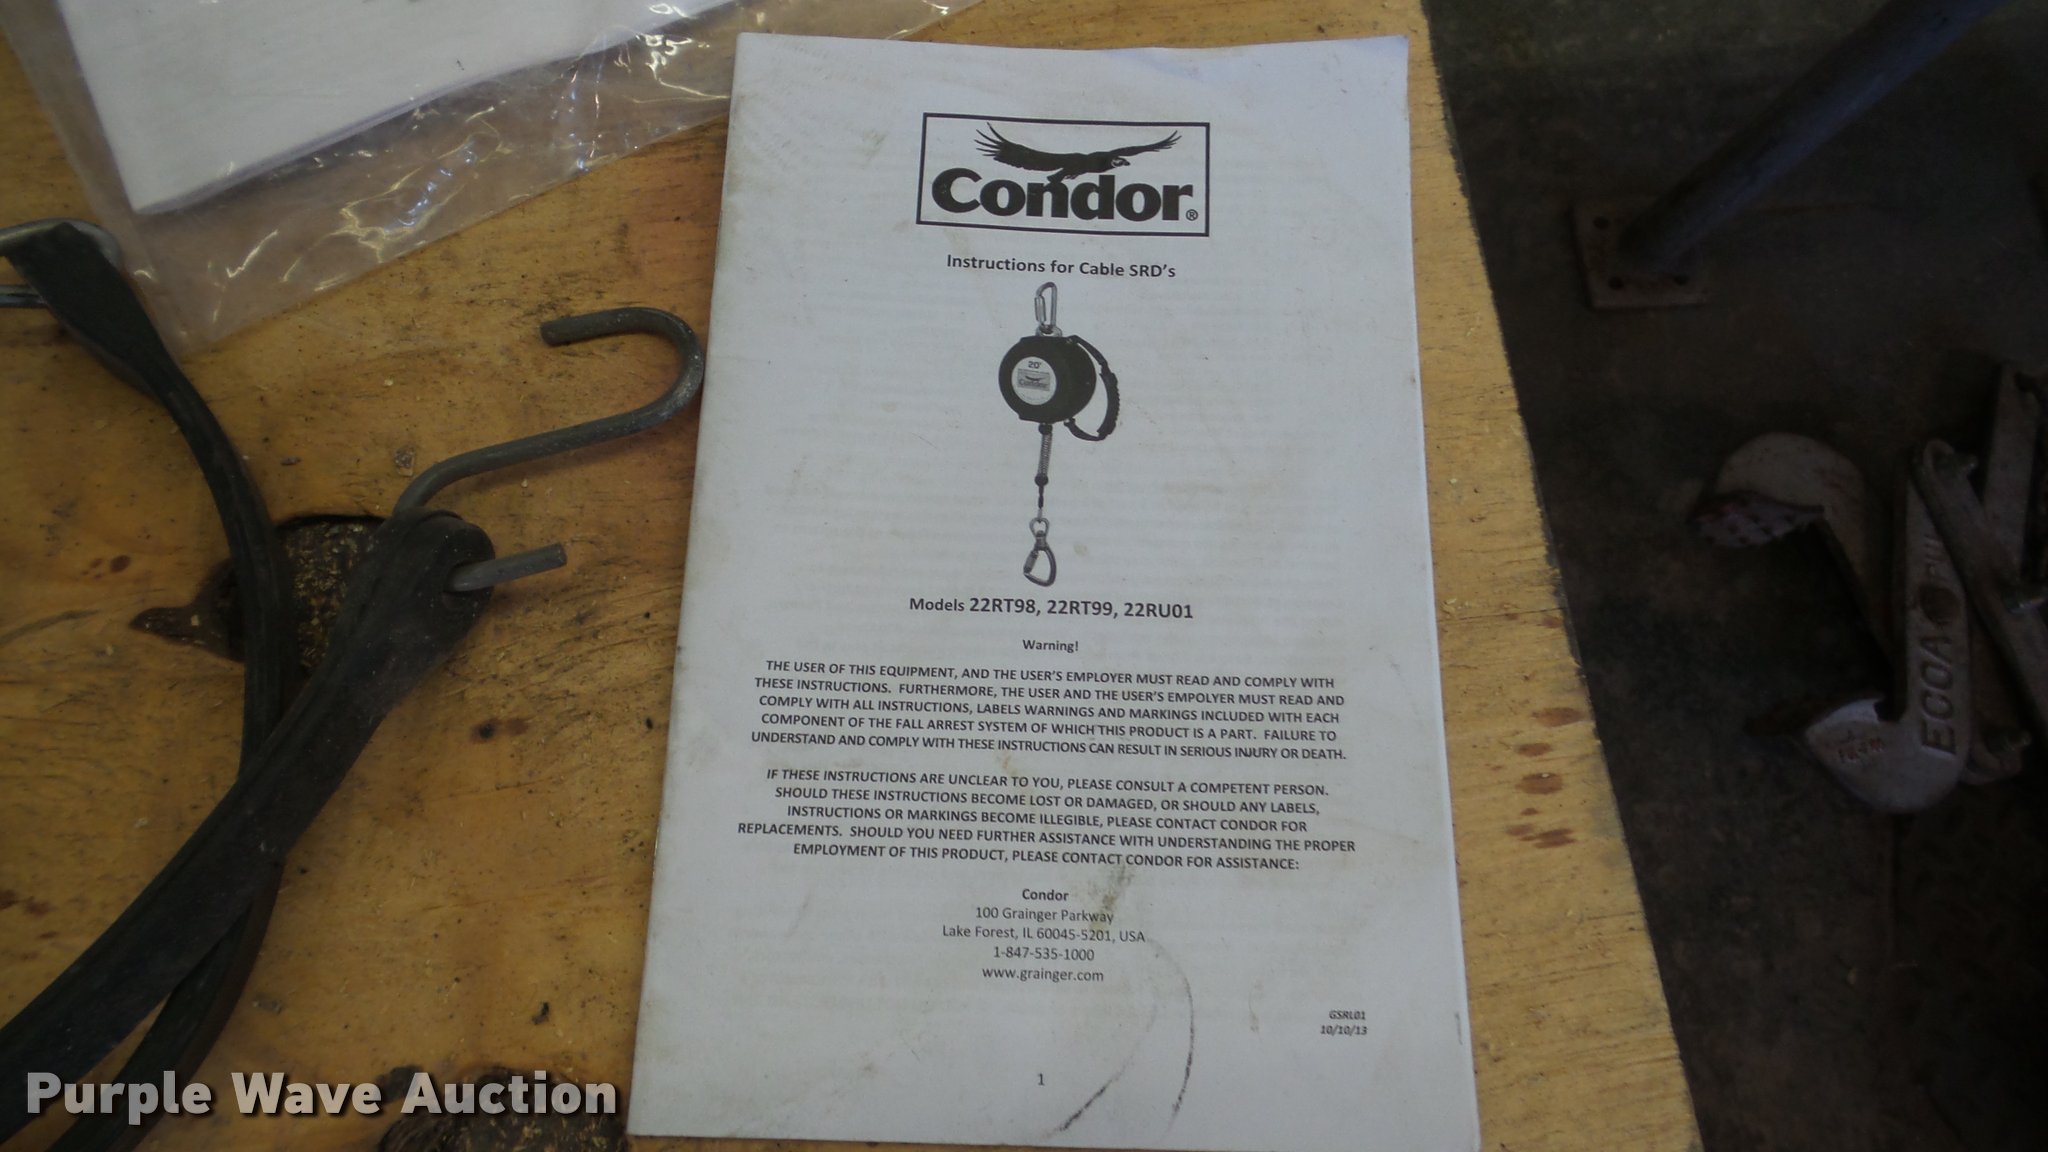 Condor®
Instructions for Cable SRD's
20'
Condor
Models 22RT98, 22RT99, 22RU01
Warning!
THE USER OF THIS EQUIPMENT, AND THE USER'S EMPLOYER MUST READ AND COMPLY WITH
THESE INSTRUCTIONS. FURTHERMORE, THE USER AND THE USER'S EMPOLYER MUST READ AND
COMPLY WITH ALL INSTRUCTIONS, LABELS WARNINGS AND MARKINGS INCLUDED WITH EACH
COMPONENT OF THE FALL ARREST SYSTEM OF WHICH THIS PRODUCT IS A PART. FAILURE TO
UNDERSTAND AND COMPLY WITH THESE INSTRUCTIONS CAN RESULT IN SERIOUS INJURY OR DEATH.
IF THESE INSTRUCTIONS ARE UNCLEAR TO YOU, PLEASE CONSULT A COMPETENT PERSON.
SHOULD THESE INSTRUCTIONS BECOME LOST OR DAMAGED, OR SHOULD ANY LABELS,
INSTRUCTIONS OR MARKINGS BECOME ILLEGIBLE, PLEASE CONTACT CONDOR FOR
REPLACEMENTS. SHOULD YOU NEED FURTHER ASSISTANCE WITH UNDERSTANDING THE PROPER
EMPLOYMENT OF THIS PRODUCT, PLEASE CONTACT CONDOR FOR ASSISTANCE:
Condor
100 Grainger Parkway
Lake Forest, IL 60045-5201, USA
1-847-535-1000
www.grainger.com
GSRL01
10/10/13
1
EGOA
Purple Wave Auction